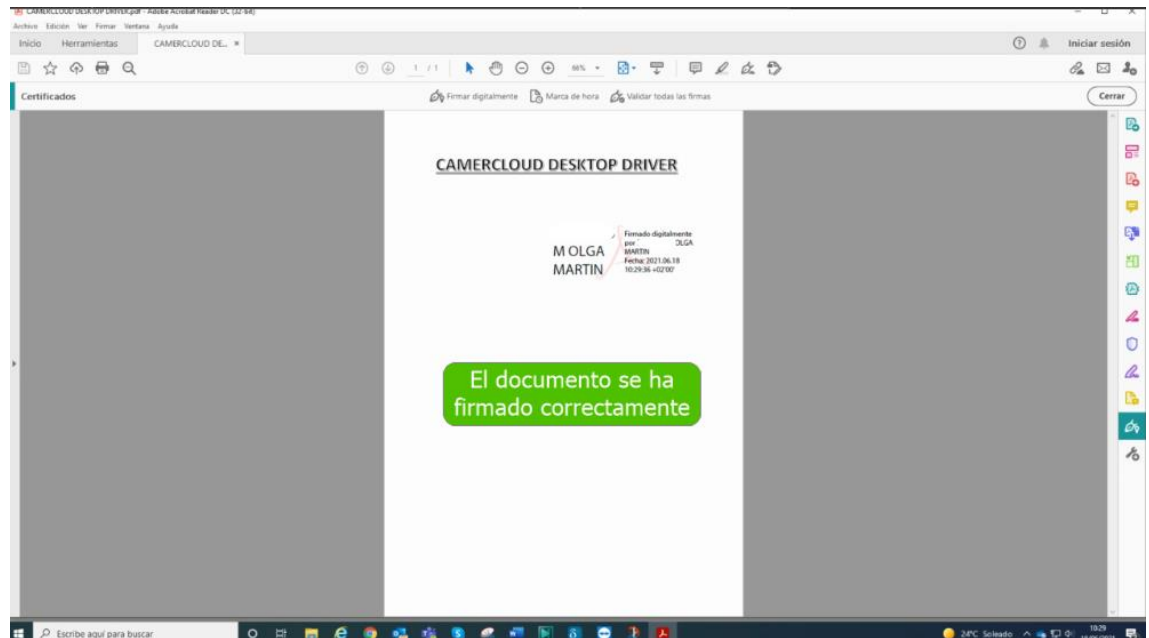 CAMERCLOUD DESKTOP DRIVER.pdf - Adobe Acrobat Reader DC (32-bit)
Archivo Edición Ver Firmar Ventana Ayuda
Inicio Herramientas CAMERCLOUD DE... ×
Iniciar sesión
1 / 1
Certificados
Firmar digitalmente Marca de hora Validar todas las firmas
Cerrar
CAMERCLOUD DESKTOP DRIVER
M OLGA
MARTIN
Firmado digitalmente
por OLGA
MARTIN
Fecha: 2021.06.18
10:29:36 +02'00'
El documento se ha
firmado correctamente
Escribe aquí para buscar
24°C Soleado
10:29